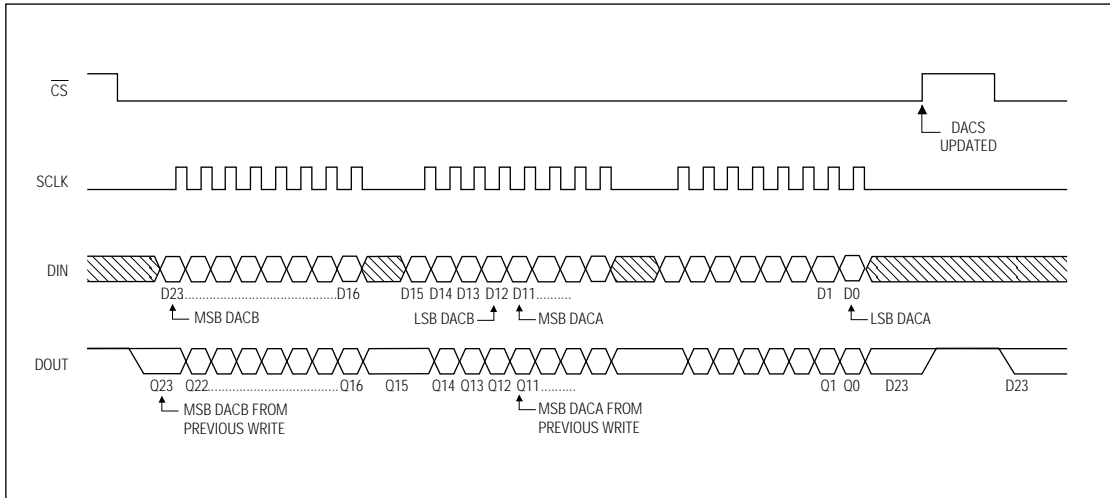 CS
DACS
UPDATED
SCLK
DIN
D23......................................D16 D15 D14 D13 D12 D11.......... D1 D0
MSB DACB LSB DACB MSB DACA LSB DACA
DOUT
Q23 Q22.................................Q16 Q15 Q14 Q13 Q12 Q11.......... Q1 Q0 D23 D23
MSB DACB FROM
PREVIOUS WRITE
MSB DACA FROM
PREVIOUS WRITE